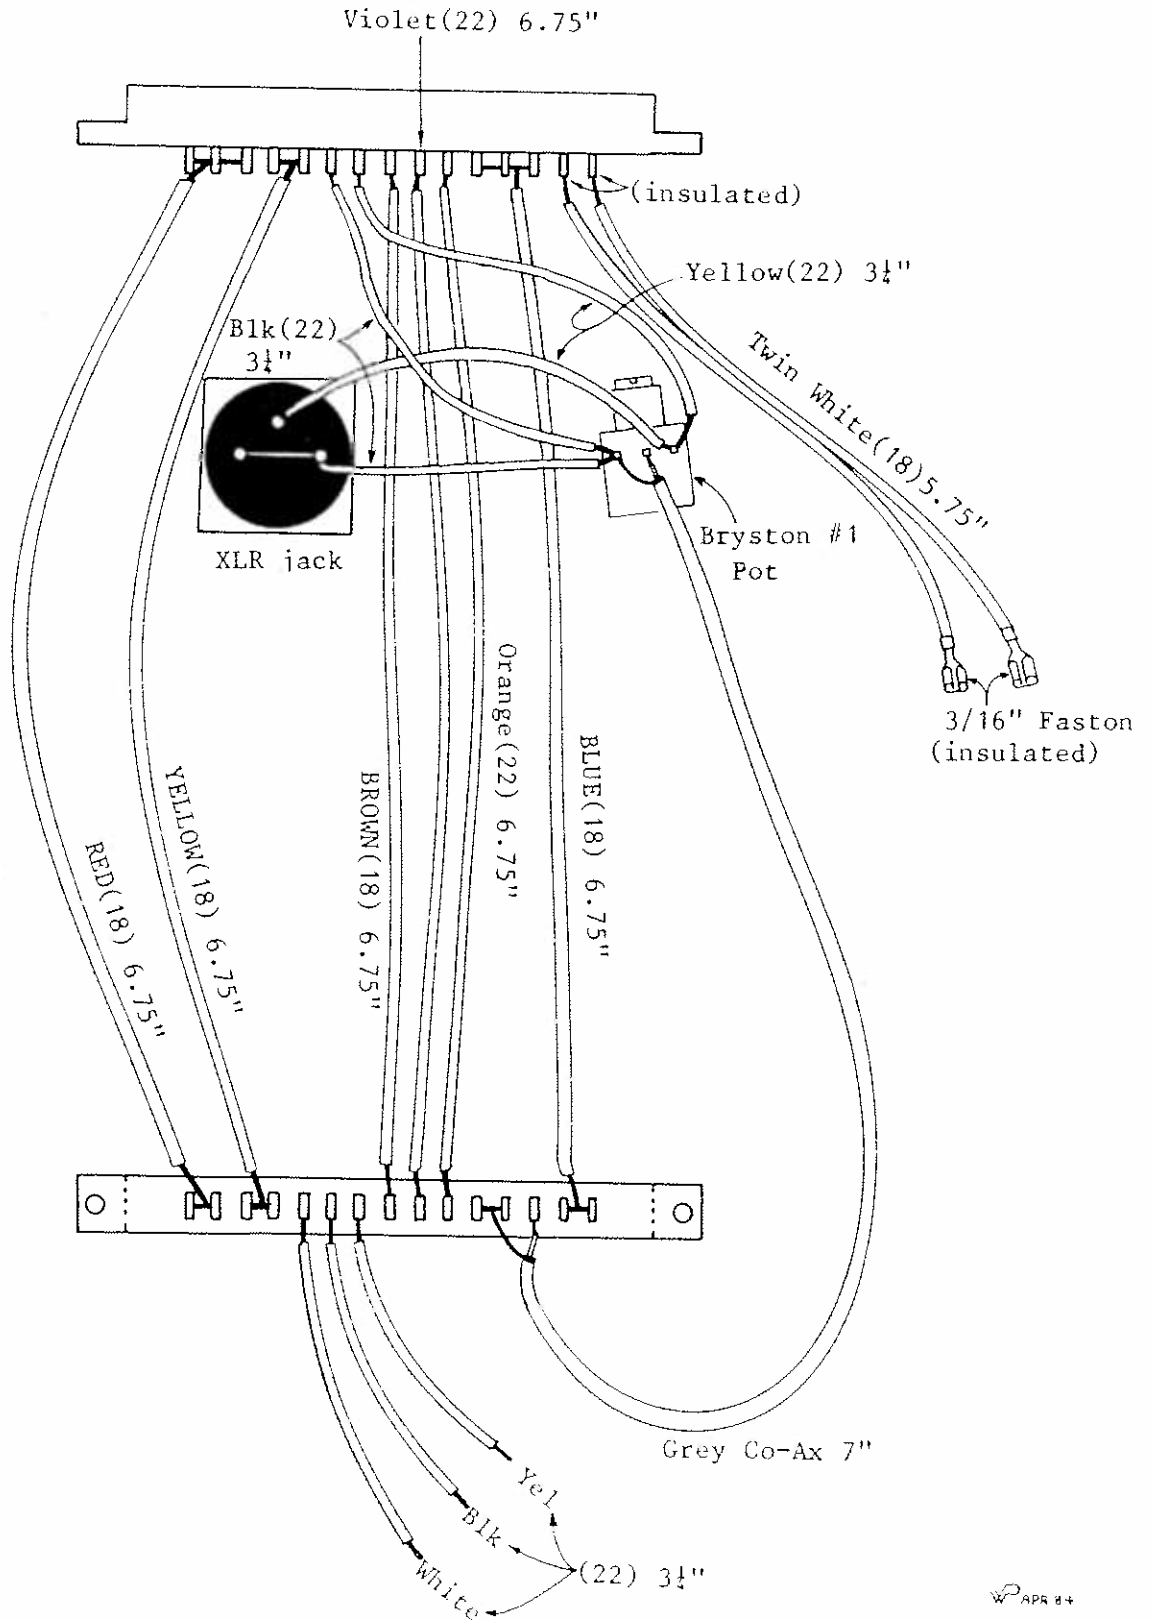 Violet(22) 6.75"
(insulated)
Yellow(22) 3¼"
Blk(22)
3¼"
Twin White(18)5.75"
XLR jack
Bryston #1
Pot
3/16" Faston
(insulated)
RED(18) 6.75"
YELLOW(18) 6.75"
BROWN(18) 6.75"
Orange(22) 6.75"
BLUE(18) 6.75"
Grey Co-Ax 7"
Yel
Blk
White
(22) 3¼"
APR 84